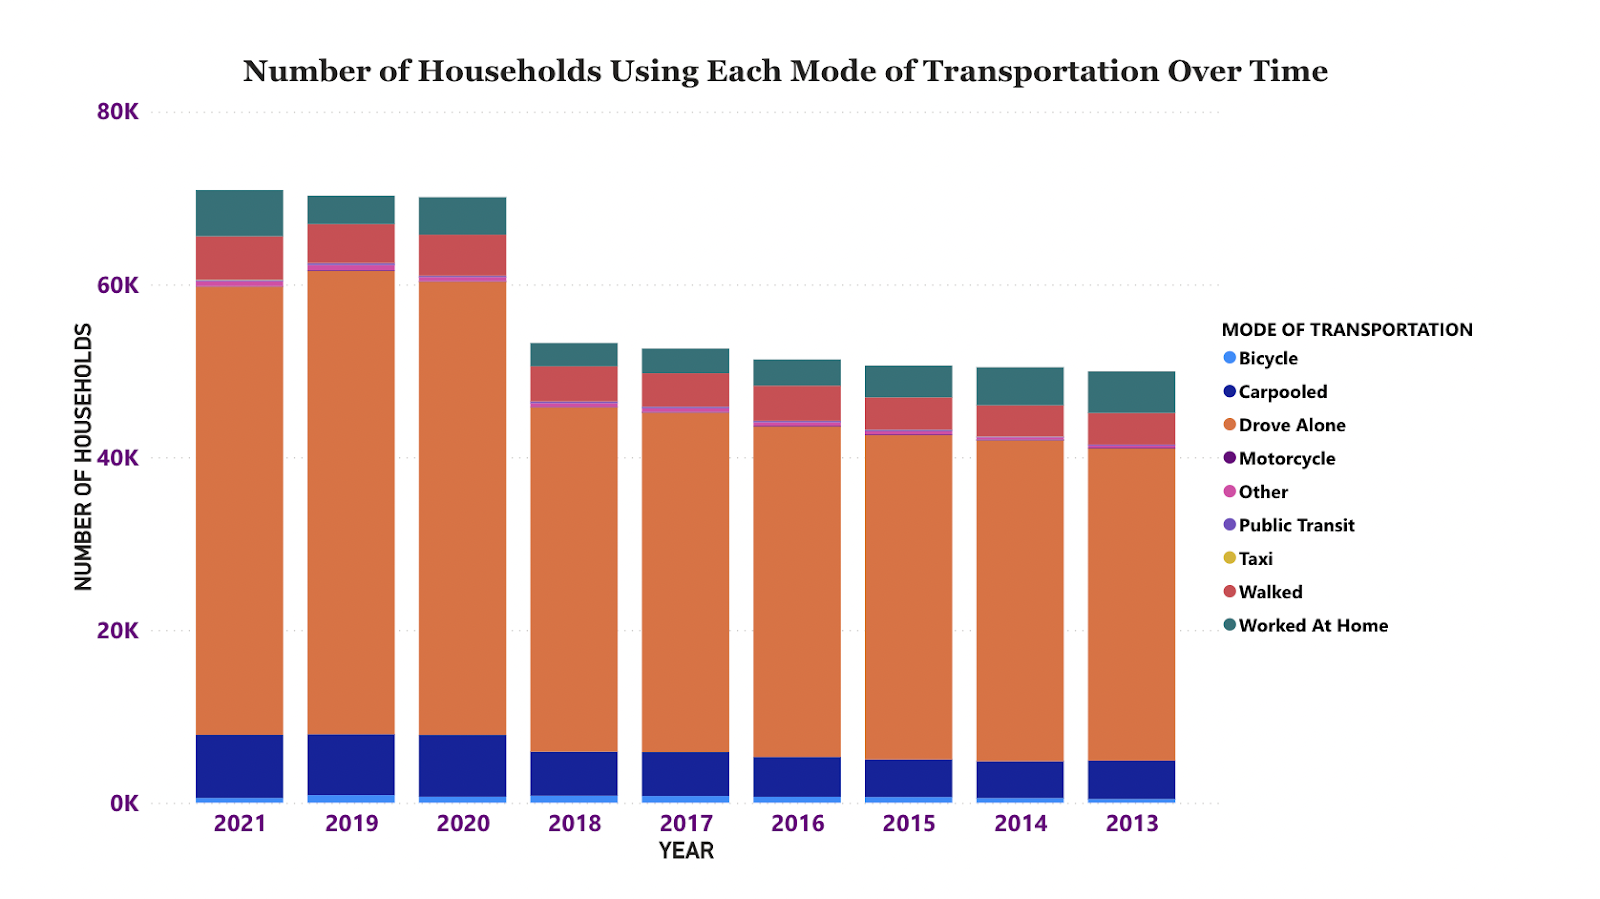 Number of Households Using Each Mode of Transportation Over Time
80K
60K
40K
20K
0K
NUMBER OF HOUSEHOLDS
2021 2019 2020 2018 2017 2016 2015 2014 2013
YEAR
MODE OF TRANSPORTATION
Bicycle
Carpooled
Drove Alone
Motorcycle
Other
Public Transit
Taxi
Walked
Worked At Home